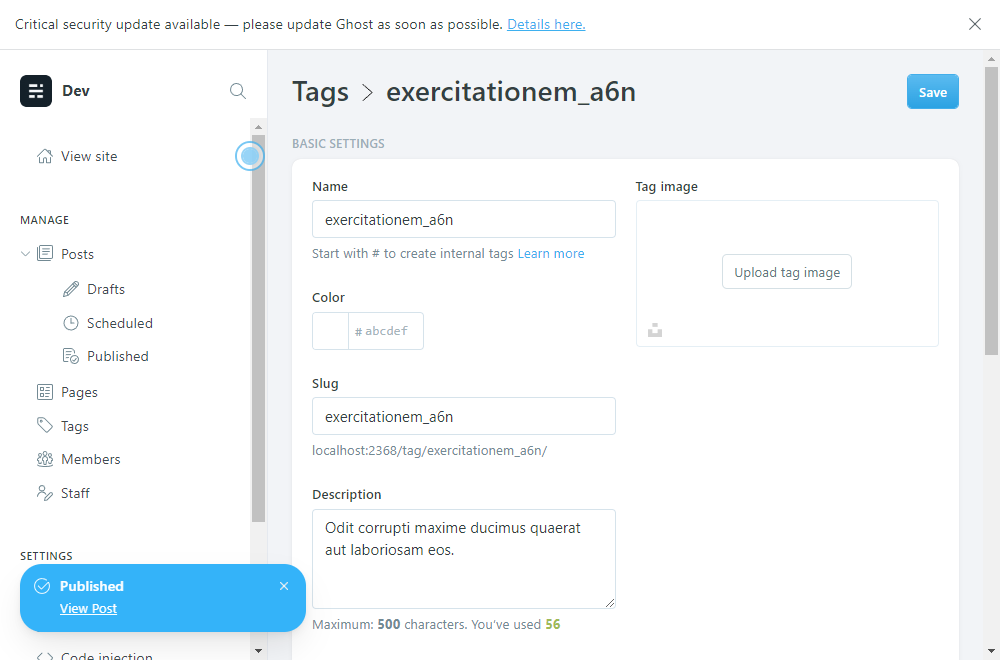 Critical security update available — please update Ghost as soon as possible. Details here.
Dev
View site
MANAGE
Posts
Drafts
Scheduled
Published
Pages
Tags
Members
Staff
SETTINGS
Code injection
Published
View Post
Tags > exercitationem_a6n
Save
BASIC SETTINGS
Name
exercitationem_a6n
Start with # to create internal tags Learn more
Color
# abcdef
Slug
exercitationem_a6n
localhost:2368/tag/exercitationem_a6n/
Description
Odit corrupti maxime ducimus quaerat
aut laboriosam eos.
Maximum: 500 characters. You've used 56
Tag image
Upload tag image